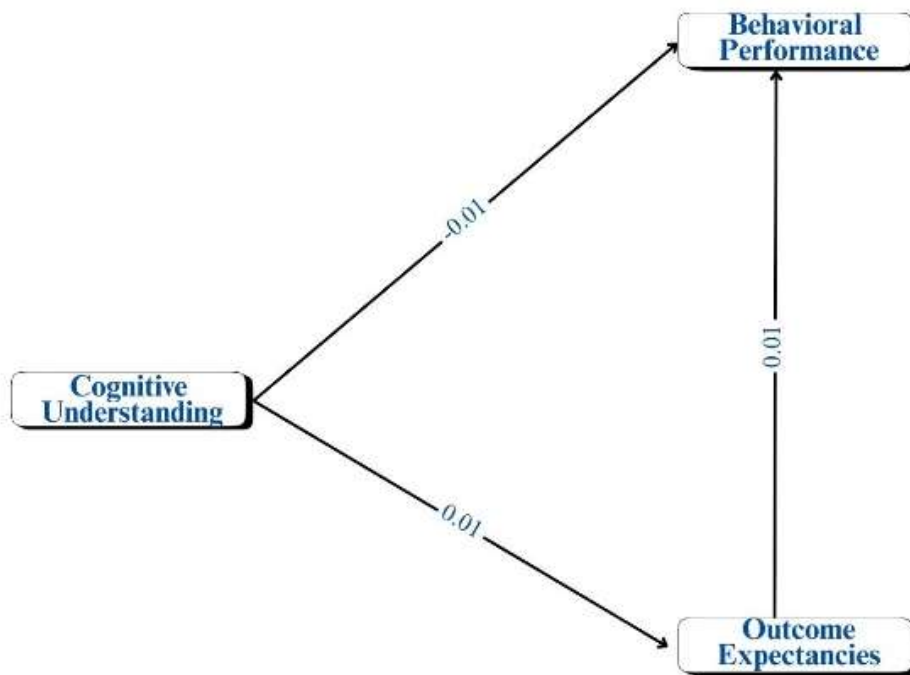 Behavioral
Performance
-0.01
0.01
Cognitive
Understanding
0.01
Outcome
Expectancies